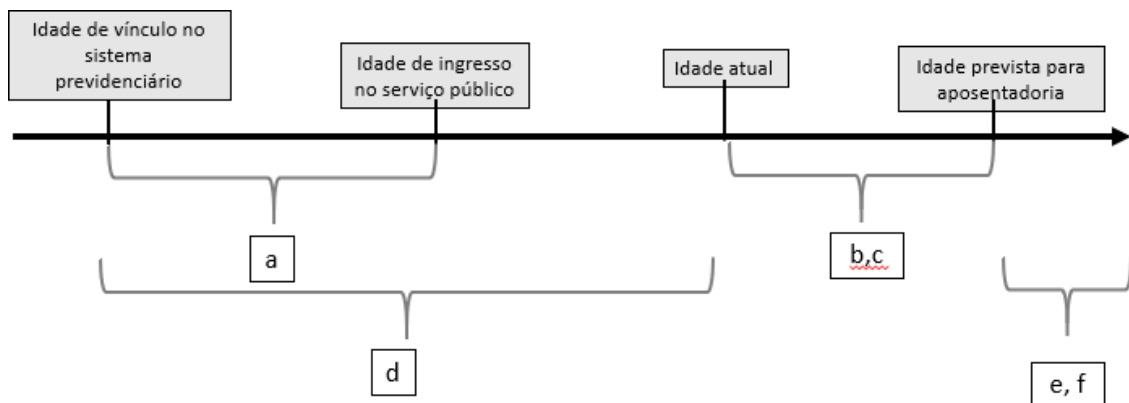 Idade de vínculo no
sistema
previdenciário
Idade de ingresso
no serviço público
Idade atual
Idade prevista para
aposentadoria
a
b,c
d
e, f